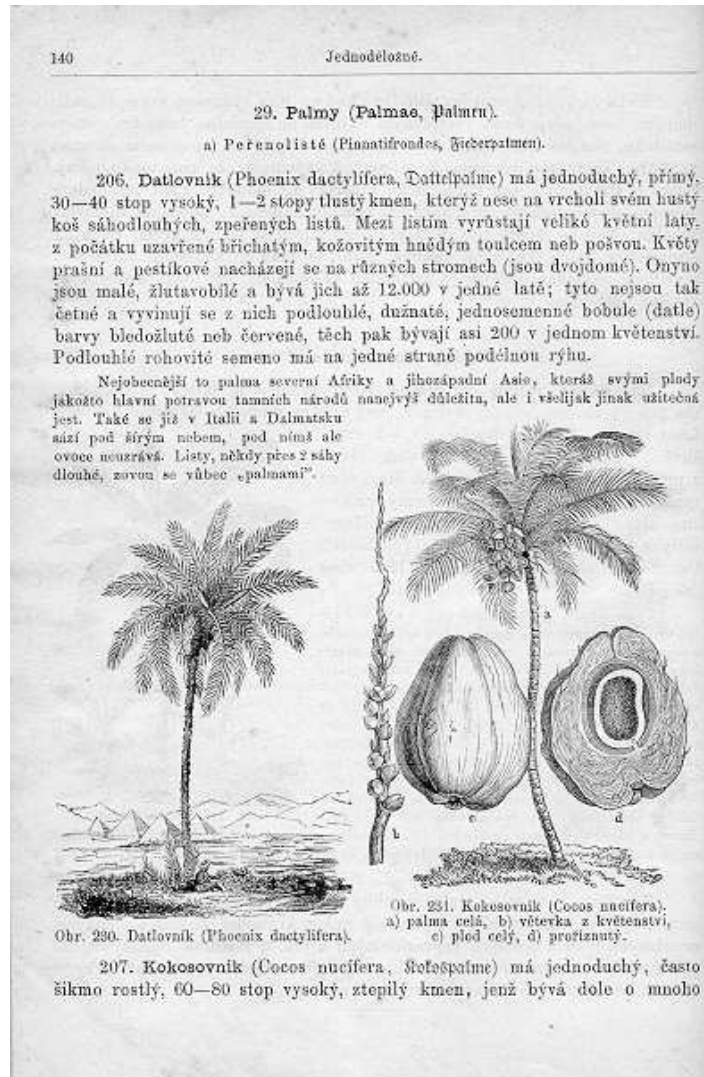 140
Jednoděložné.
29. Palmy (Palmae, Palmen).
a) Peřenolisté (Pinnatifrondes, Fiederpalmen).
206. Datlovník (Phoenix dactylifera, Dattelpalme) má jednoduchý, přímý,
30—40 stop vysoký, 1—2 stopy tlustý kmen, kterýž nese na vrcholi svém hustý
koš sáhodlouhých, zpeřených listů. Mezi listím vyrůstají veliké květní laty,
z počátku uzavřené břichatým, kožovitým hnědým toulcem neb pošvou. Květy
prašní a pestíkové nacházejí se na různých stromech (jsou dvojdomé). Onyno
jsou malé, žlutavobílé a bývá jich až 12.000 v jedné latě; tyto nejsou tak
četné a vyvinují se z nich podlouhlé, dužnaté, jednosemenné bobule (datle)
barvy bledožluté neb červené, těch pak bývají asi 200 v jednom květenství.
Podlouhlé rohovité semeno má na jedné straně podélnou rýhu.
Nejobecnější to palma severní Afriky a jihozápadní Asie, kteráž svými plody
jakožto hlavní potravou tamních národů nanejvýš důležita, ale i všelijak jinak užitečná
jest. Také se již v Italii a Dalmatsku
sází pod šírým nebem, pod nímž ale
ovoce neuzrává. Listy, někdy přes 2 sáhy
dlouhé, zovou se vůbec „palmami".
a
b
c
d
Obr. 230. Datlovník (Phoenix dactylifera).
Obr. 231. Kokosovník (Cocos nucifera).
a) palma celá, b) větevka z květenství,
c) plod celý, d) proříznutý.
207. Kokosovník (Cocos nucifera, Kokospalme) má jednoduchý, často
šikmo rostlý, 60—80 stop vysoký, ztepilý kmen, jenž bývá dole o mnoho